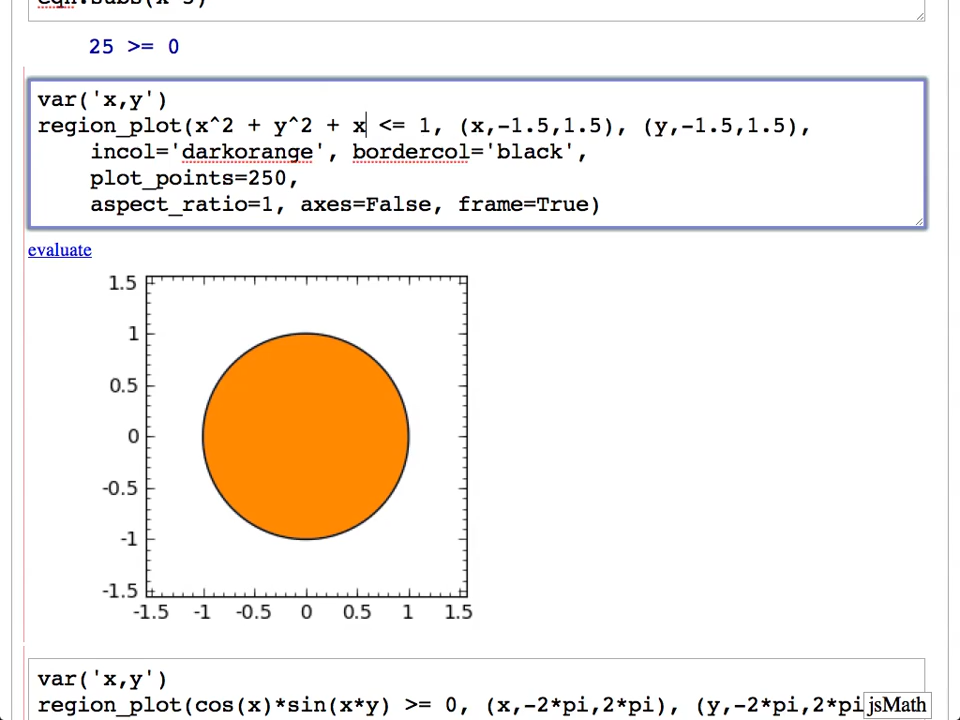 eqn.subs(x=5)
25 >= 0
var('x,y')
region_plot(x^2 + y^2 + x <= 1, (x,-1.5,1.5), (y,-1.5,1.5),
incol='darkorange', bordercol='black',
plot_points=250,
aspect_ratio=1, axes=False, frame=True)
evaluate
1.5
1
0.5
0
-0.5
-1
-1.5
-1.5 -1 -0.5 0 0.5 1 1.5
var('x,y')
region_plot(cos(x)*sin(x*y) >= 0, (x,-2*pi,2*pi), (y,-2*pi,2*pi
jsMath